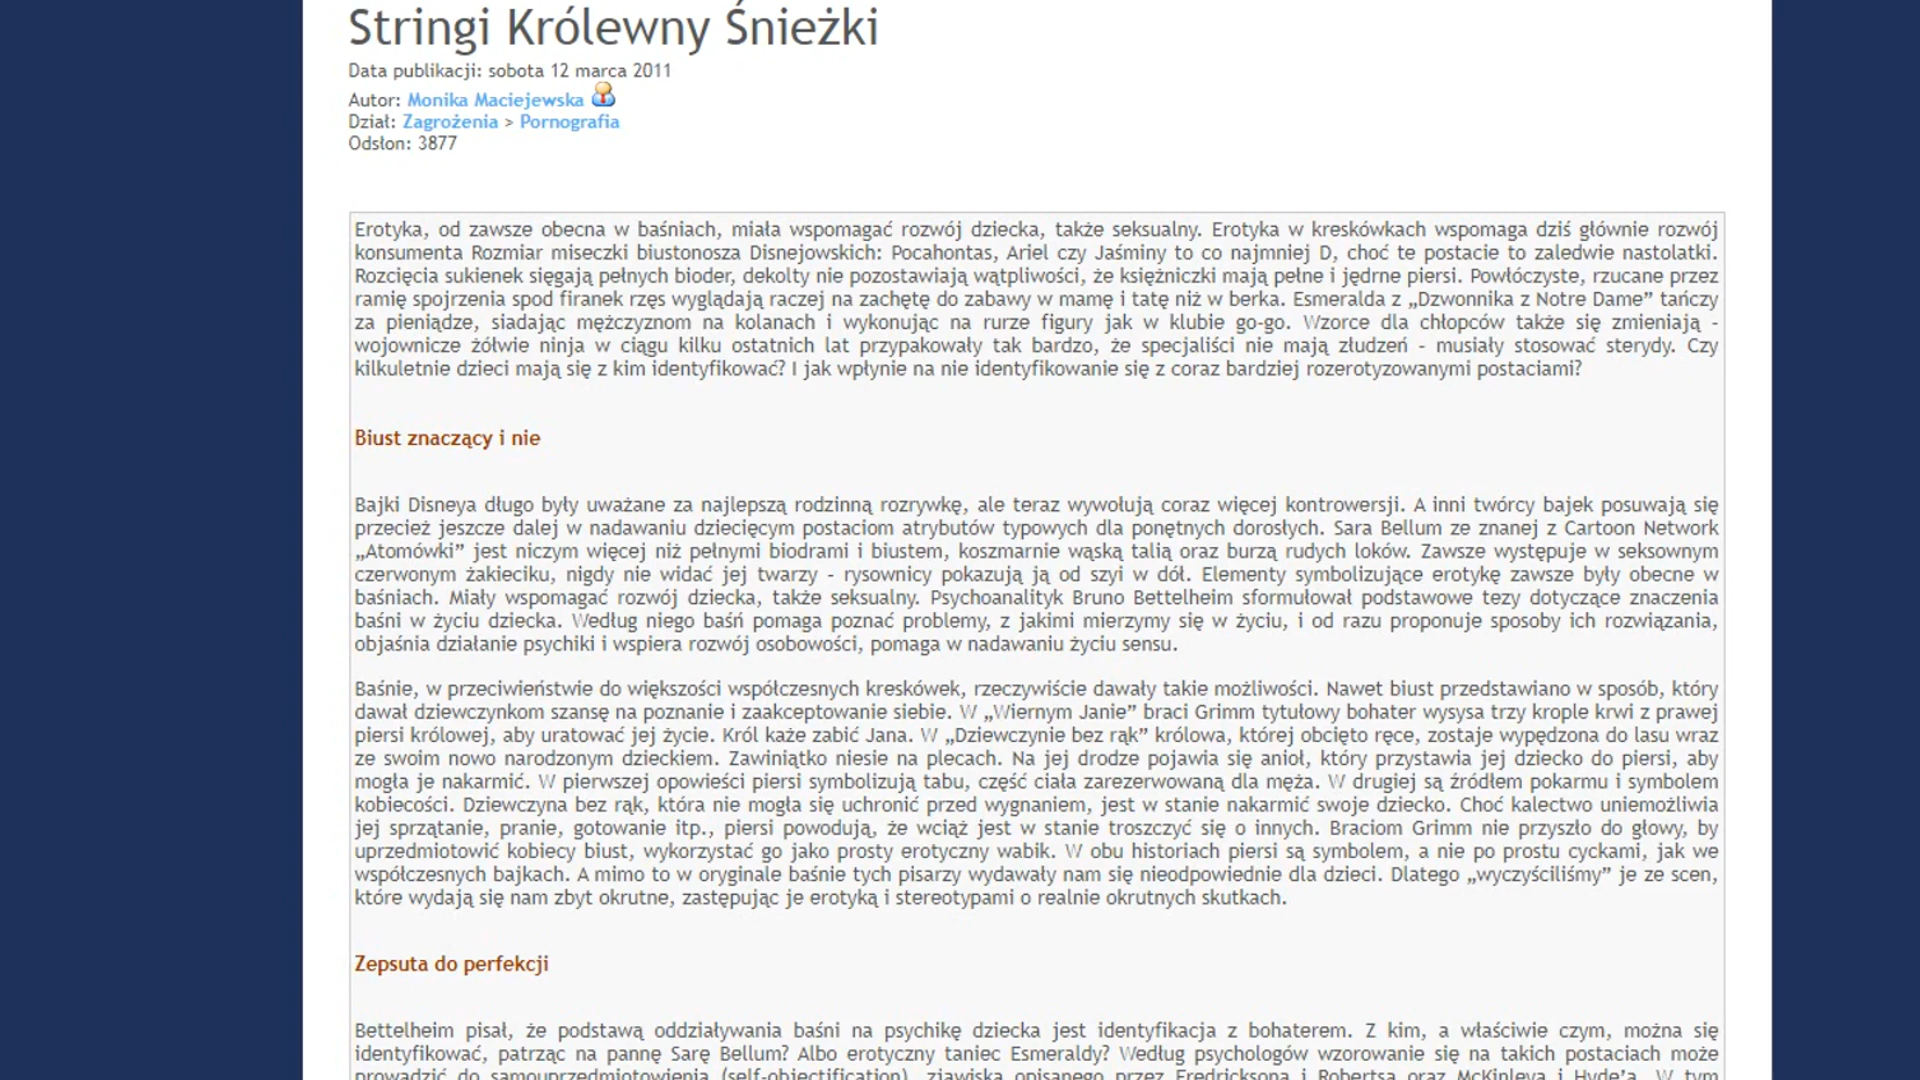 Stringi Królewny Śnieżki
Data publikacji: sobota 12 marca 2011
Autor: Monika Maciejewska
Dział: Zagrożenia > Pornografia
Odsłon: 3877
Erotyka, od zawsze obecna w baśniach, miała wspomagać rozwój dziecka, także seksualny. Erotyka w kreskówkach wspomaga dziś głównie rozwój
konsumenta Rozmiar miseczki biustonosza Disnejowskich: Pocahontas, Ariel czy Jaśminy to co najmniej D, choć te postacie to zaledwie nastolatki.
Rozcięcia sukienek sięgają pełnych bioder, dekolty nie pozostawiają wątpliwości, że księżniczki mają pełne i jędrne piersi. Powłóczyste, rzucane przez
ramię spojrzenia spod firanek rzęs wyglądają raczej na zachętę do zabawy w mamę i tatę niż w berka. Esmeralda z „Dzwonnika z Notre Dame” tańczy
za pieniądze, siadając mężczyznom na kolanach i wykonując na rurze figury jak w klubie go-go. Wzorce dla chłopców także się zmieniają -
wojownicze żółwie ninja w ciągu kilku ostatnich lat przypakowały tak bardzo, że specjaliści nie mają złudzeń - musiały stosować sterydy. Czy
kilkuletnie dzieci mają się z kim identyfikować? I jak wpłynie na nie identyfikowanie się z coraz bardziej rozerotyzowanymi postaciami?
Biust znaczący i nie
Bajki Disneya długo były uważane za najlepszą rodzinną rozrywkę, ale teraz wywołują coraz więcej kontrowersji. A inni twórcy bajek posuwają się
przecież jeszcze dalej w nadawaniu dziecięcym postaciom atrybutów typowych dla ponętnych dorosłych. Sara Bellum ze znanej z Cartoon Network
„Atomówki” jest niczym więcej niż pełnymi biodrami i biustem, koszmarnie wąską talią oraz burzą rudych loków. Zawsze występuje w seksownym
czerwonym żakieciku, nigdy nie widać jej twarzy - rysownicy pokazują ją od szyi w dół. Elementy symbolizujące erotykę zawsze były obecne w
baśniach. Miały wspomagać rozwój dziecka, także seksualny. Psychoanalityk Bruno Bettelheim sformułował podstawowe tezy dotyczące znaczenia
baśni w życiu dziecka. Według niego baśń pomaga poznać problemy, z jakimi mierzymy się w życiu, i od razu proponuje sposoby ich rozwiązania,
objaśnia działanie psychiki i wspiera rozwój osobowości, pomaga w nadawaniu życiu sensu.
Baśnie, w przeciwieństwie do większości współczesnych kreskówek, rzeczywiście dawały takie możliwości. Nawet biust przedstawiano w sposób, który
dawał dziewczynkom szansę na poznanie i zaakceptowanie siebie. W „Wiernym Janie” braci Grimm tytułowy bohater wysysa trzy krople krwi z prawej
piersi królowej, aby uratować jej życie. Król każe zabić Jana. W „Dziewczynie bez rąk” królowa, której obcięto ręce, zostaje wypędzona do lasu wraz
ze swoim nowo narodzonym dzieckiem. Zawiniątko niesie na plecach. Na jej drodze pojawia się anioł, który przystawia jej dziecko do piersi, aby
mogła je nakarmić. W pierwszej opowieści piersi symbolizują tabu, część ciała zarezerwowaną dla męża. W drugiej są źródłem pokarmu i symbolem
kobiecości. Dziewczyna bez rąk, która nie mogła się uchronić przed wygnaniem, jest w stanie nakarmić swoje dziecko. Choć kalectwo uniemożliwia
jej sprzątanie, pranie, gotowanie itp., piersi powodują, że wciąż jest w stanie troszczyć się o innych. Braciom Grimm nie przyszło do głowy, by
uprzedmiotowić kobiecy biust, wykorzystać go jako prosty erotyczny wabik. W obu historiach piersi są symbolem, a nie po prostu cyckami, jak we
współczesnych bajkach. A mimo to w oryginale baśnie tych pisarzy wydawały nam się nieodpowiednie dla dzieci. Dlatego „wyczyściliśmy” je ze scen,
które wydają się nam zbyt okrutne, zastępując je erotyką i stereotypami o realnie okrutnych skutkach.
Zepsuta do perfekcji
Bettelheim pisał, że podstawą oddziaływania baśni na psychikę dziecka jest identyfikacja z bohaterem. Z kim, a właściwie czym, można się
identyfikować, patrząc na pannę Sarę Bellum? Albo erotyczny taniec Esmeraldy? Według psychologów wzorowanie się na takich postaciach może
prowadzić do samouprzedmiotowienia (self-objectification), zjawiska opisanego przez Fredricksona i Robertsa oraz McKinleya i Hyde’a. W tym